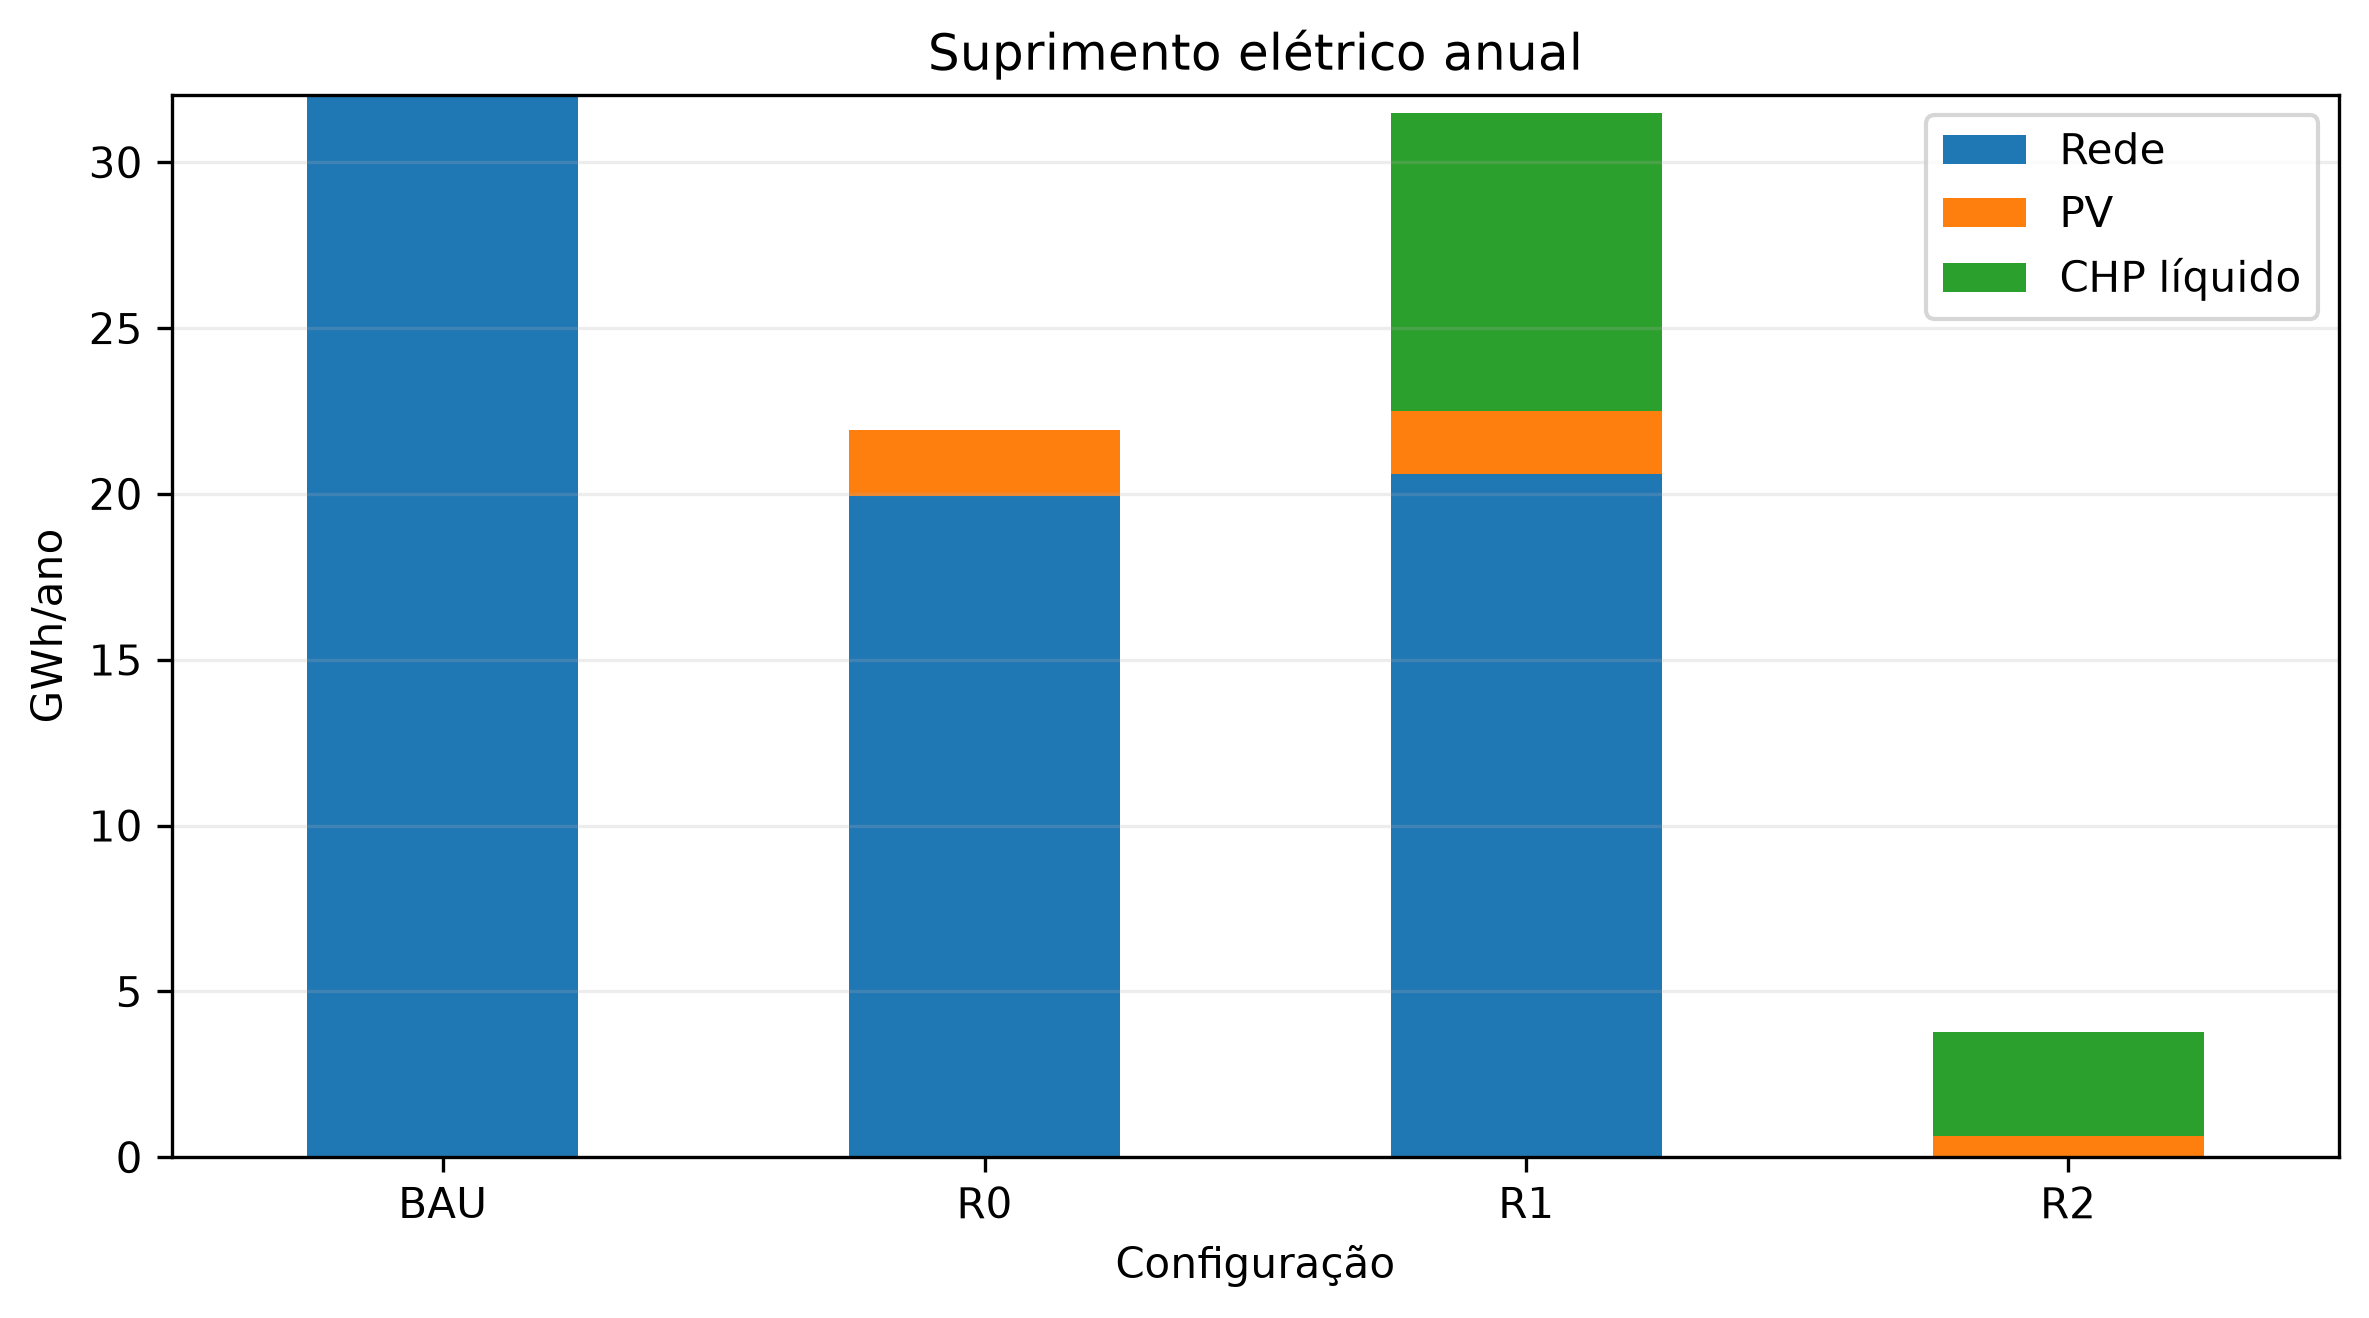 Suprimento elétrico anual
30
25
20
15
10
5
0
GWh/ano
Rede
PV
CHP líquido
BAU
R0
R1
R2
Configuração